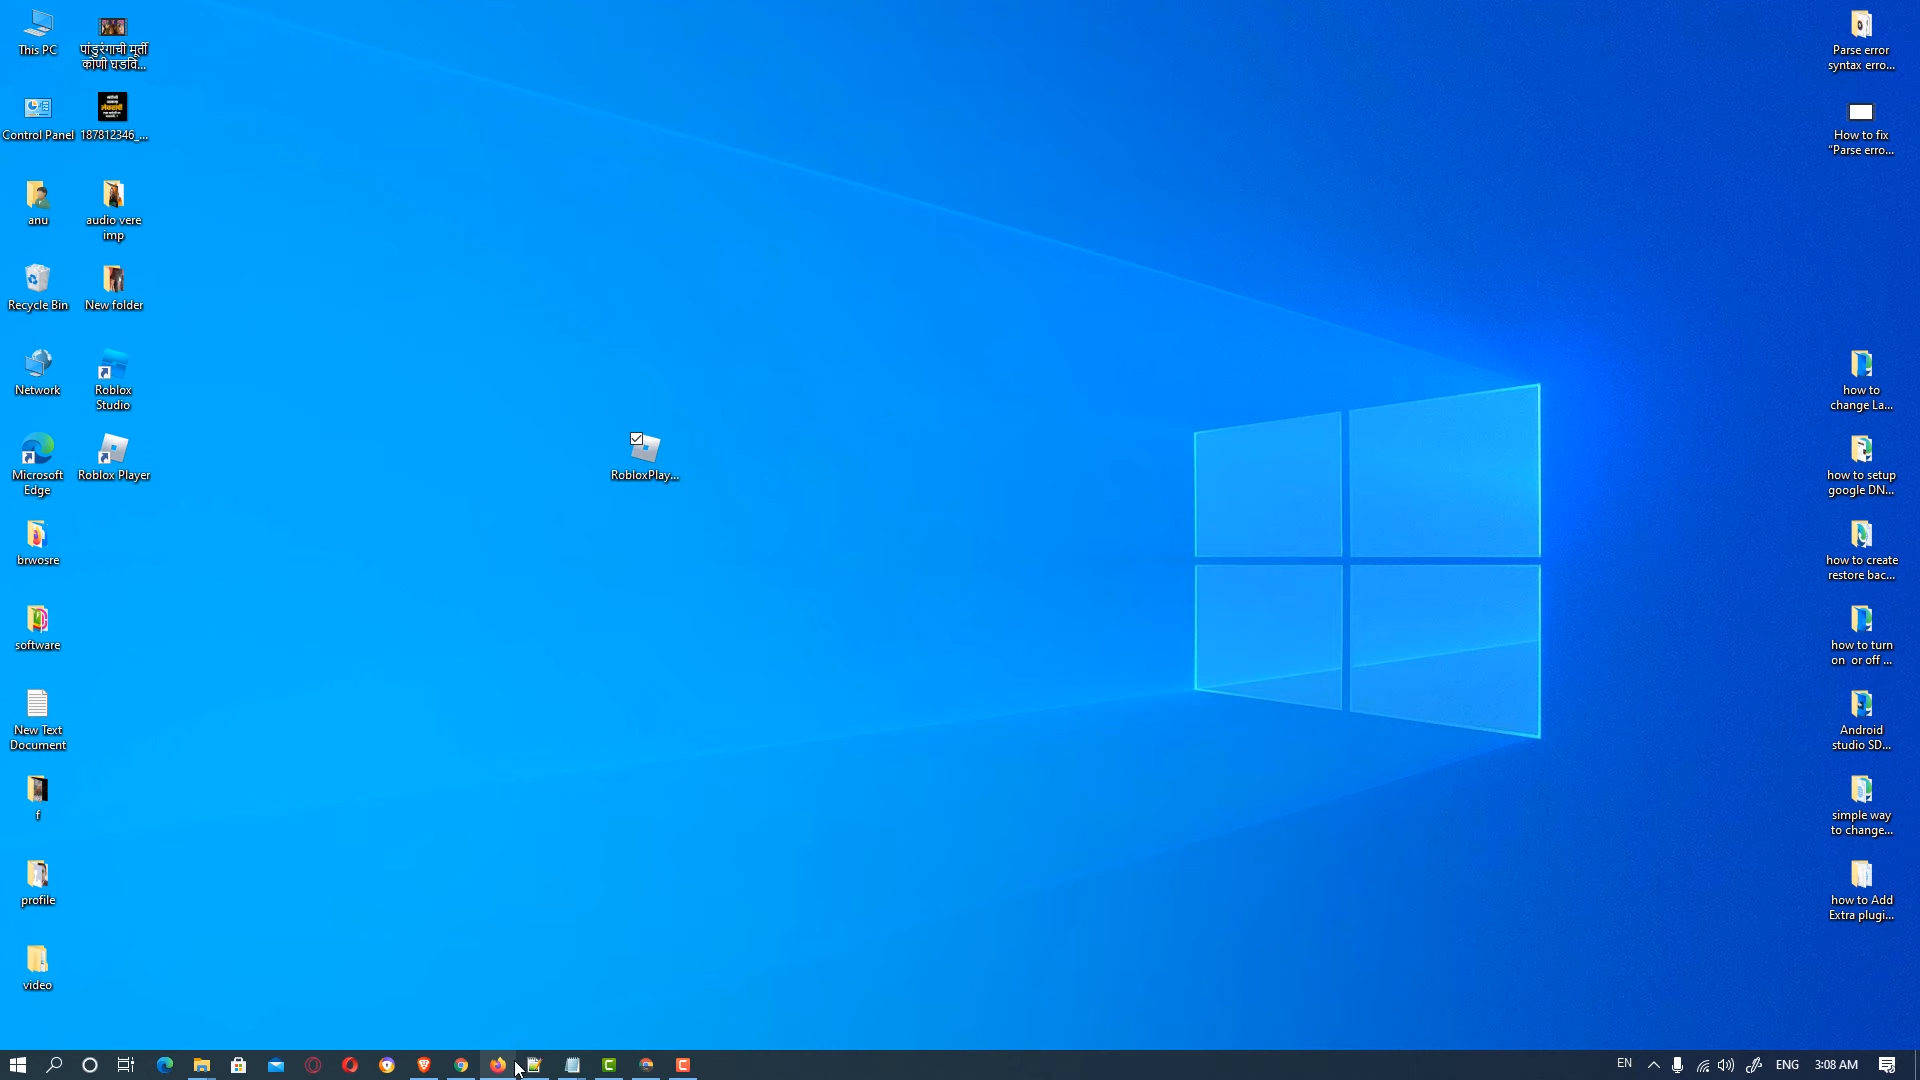 This PC
पांडुरंगाची मूर्ती
कोणी घडवि...
Control Panel
187812346_...
anu
audio vere
imp
Recycle Bin
New folder
Network
Roblox
Studio
Microsoft
Edge
Roblox Player
brwosre
software
New Text
Document
f
profile
video
RobloxPlay...
Parse error
syntax erro...
How to fix
"Parse erro...
how to
change La...
how to setup
google DN...
how to create
restore bac...
how to turn
on or off ...
Android
studio SD...
simple way
to change...
how to Add
Extra plugi...
EN
ENG
3:08 AM